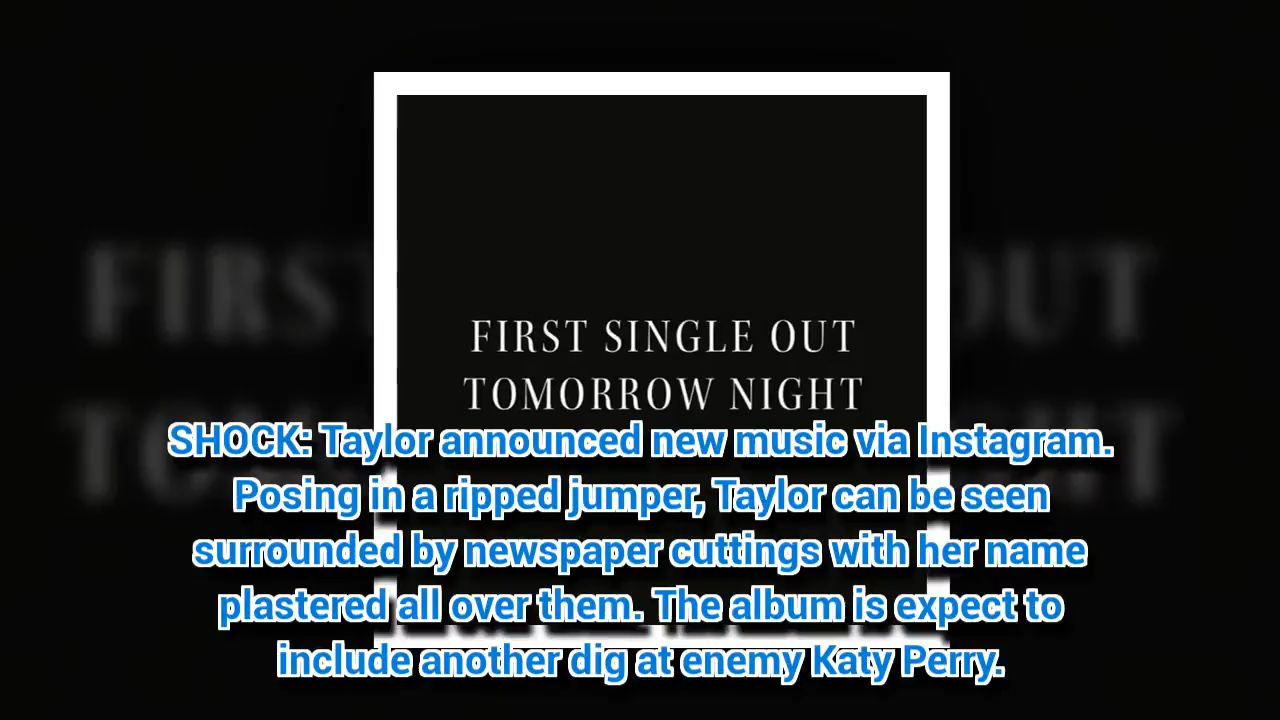 FIRST SINGLE OUT
TOMORROW NIGHT
SHOCK: Taylor announced new music via Instagram.
Posing in a ripped jumper, Taylor can be seen
surrounded by newspaper cuttings with her name
plastered all over them. The album is expect to
include another dig at enemy Katy Perry.